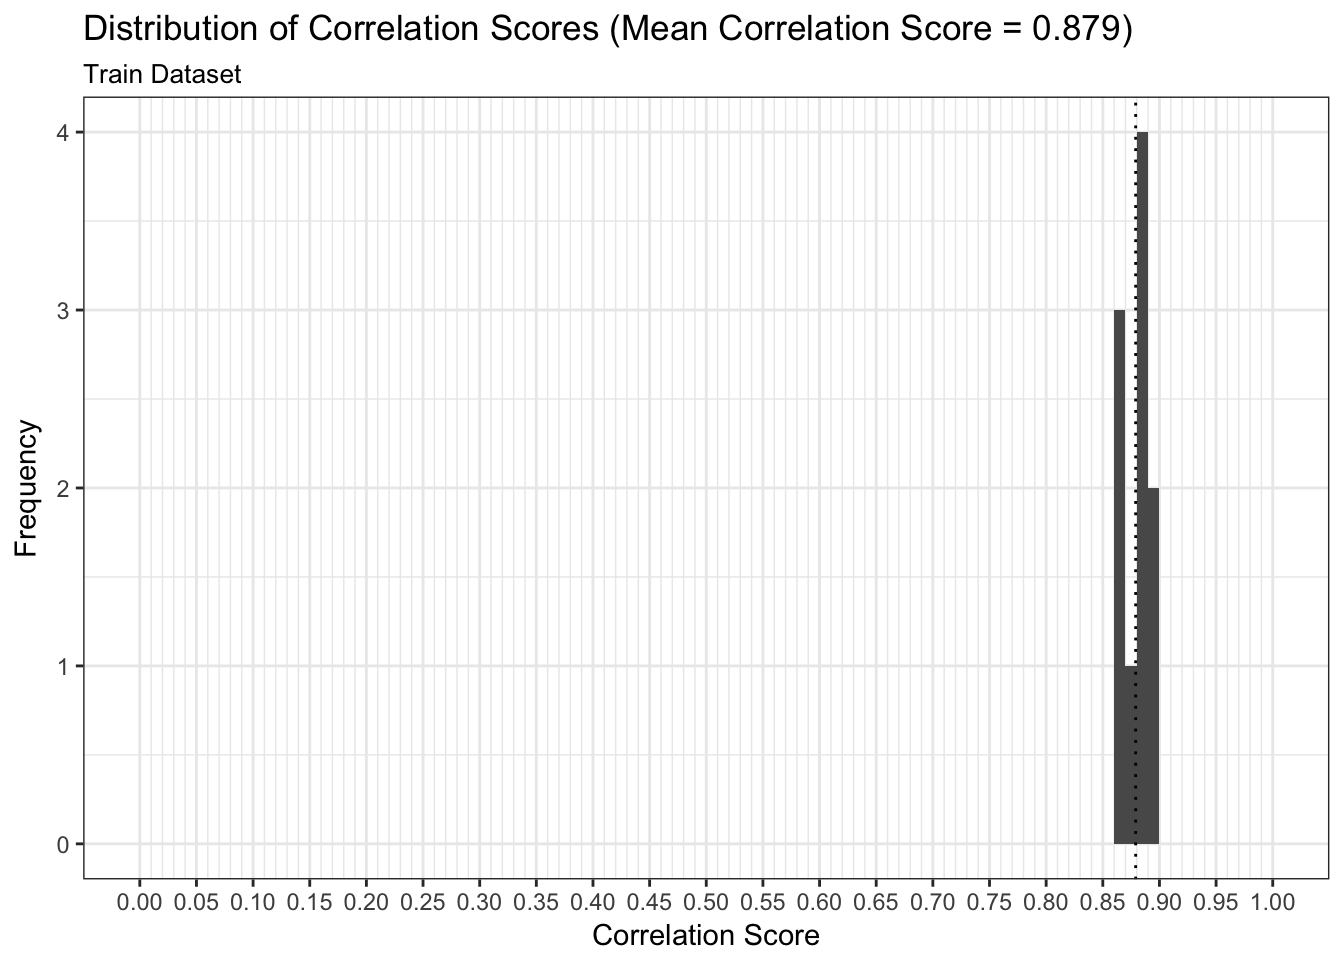 Distribution of Correlation Scores (Mean Correlation Score = 0.879)
Train Dataset
4
3
2
1
0
Frequency
0.00 0.05 0.10 0.15 0.20 0.25 0.30 0.35 0.40 0.45 0.50 0.55 0.60 0.65 0.70 0.75 0.80 0.85 0.90 0.95 1.00
Correlation Score